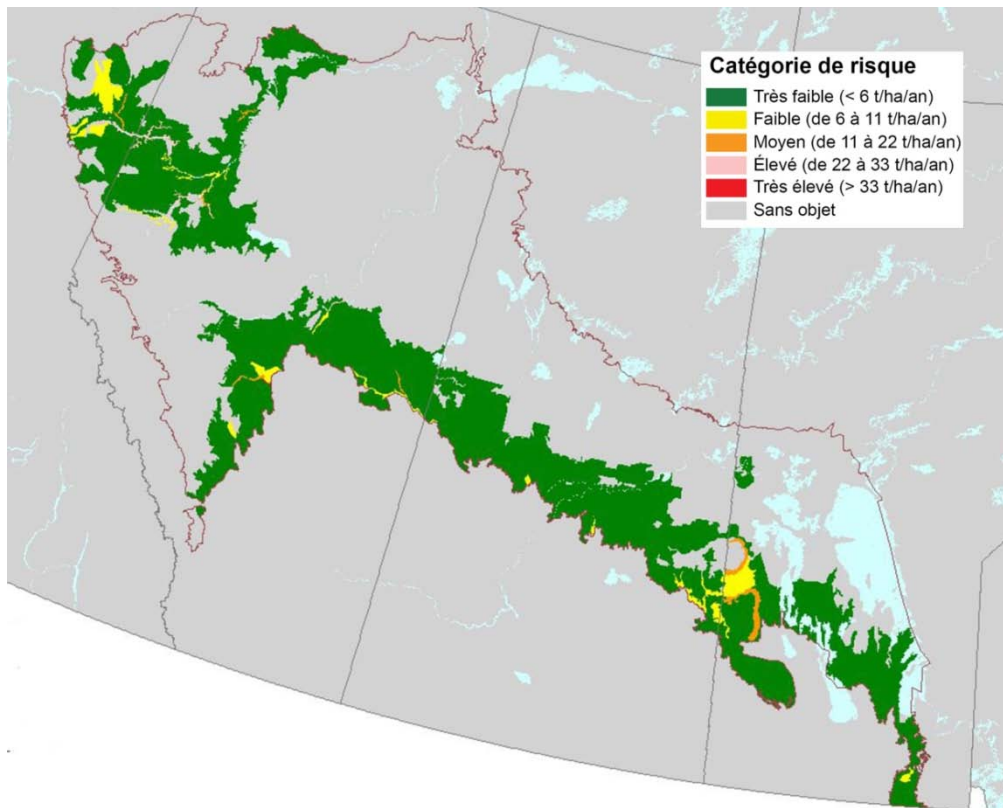 Catégorie de risque
Très faible (< 6 t/ha/an)
Faible (de 6 à 11 t/ha/an)
Moyen (de 11 à 22 t/ha/an)
Élevé (de 22 à 33 t/ha/an)
Très élevé (> 33 t/ha/an)
Sans objet